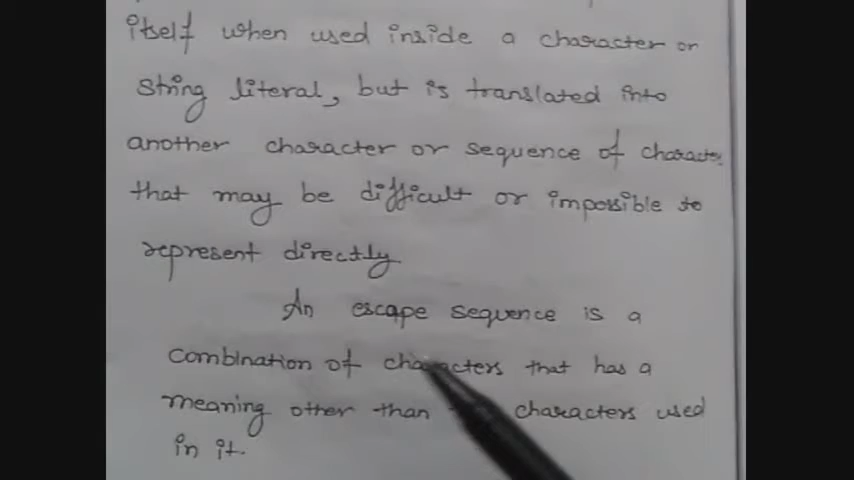 itself when used inside a character or
string literal, but is translated into
another character or sequence of character
that may be difficult or impossible to
represent directly.
An escape sequence is a
combination of characters that has a
meaning other than characters used
in it.